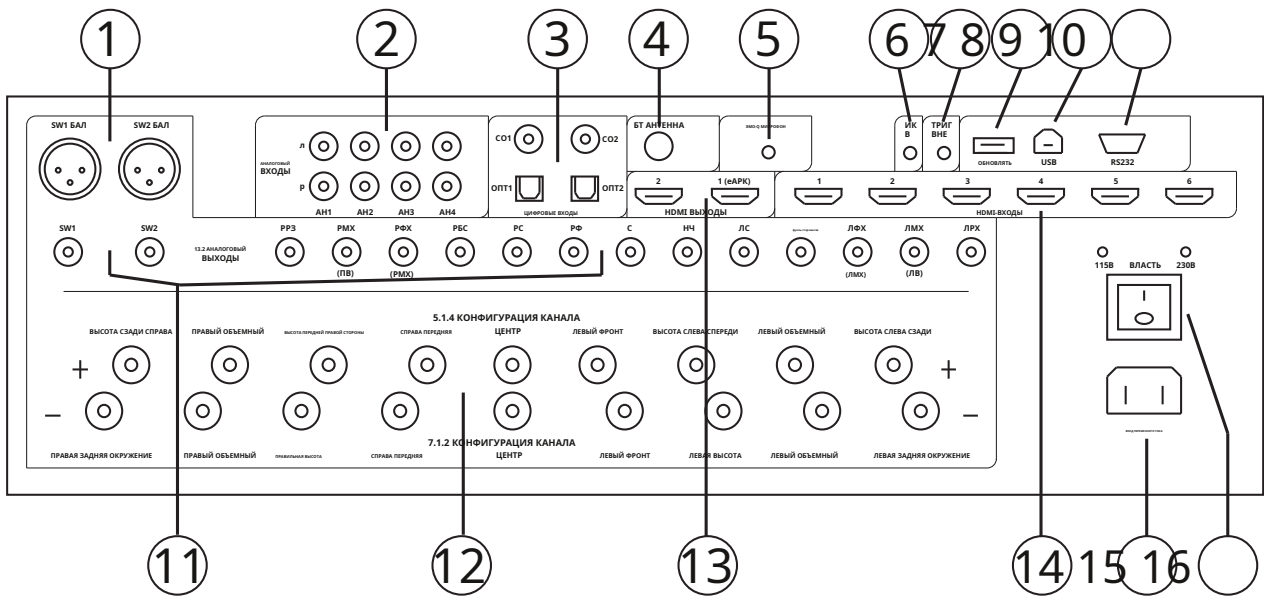 1 2 3 4 5 6 7 8 9 10
SW1 БАЛ SW2 БАЛ
Л
Р
АНАЛОГОВЫЙ
ВХОДЫ
АН1 АН2 АН3 АН4
CO1 CO2
ОПТ1 ОПТ2
ЦИФРОВЫЕ ВХОДЫ
БТ АНТЕННА
ИК
В
ТРИГ
ВНЕ
ОБНОВЛЯТЬ
USB
RS232
2 1 (eАРК)
HDMI ВЫХОДЫ
1 2 3 4 5 6
HDMI-ВХОДЫ
SW1 SW2
13.2 АНАЛОГОВЫЙ
ВЫХОДЫ
РРЗ РМХ РФХ РБС РС РФ С НЧ ЛС ЛФХ ЛМХ ЛРХ
(ПВ) (РМХ) (ЛМХ) (ЛВ)
115В ВЛАСТЬ 230В
5.1.4 КОНФИГУРАЦИЯ КАНАЛА
ВЫСОТА СЗАДИ СПРАВА ПРАВЫЙ ОБЪЕМНЫЙ ВЫСОТА ПЕРЕДНЕЙ ПРАВОЙ СТОРОНЫ СПРАВА ПЕРЕДНЯЯ ЦЕНТР ЛЕВЫЙ ФРОНТ ВЫСОТА СЛЕВА СПЕРЕДИ ЛЕВЫЙ ОБЪЕМНЫЙ ВЫСОТА СЛЕВА СЗАДИ
+ +
− −
7.1.2 КОНФИГУРАЦИЯ КАНАЛА
ПРАВАЯ ЗАДНЯЯ ОКРУЖЕНИЕ ПРАВЫЙ ОБЪЕМНЫЙ ПРАВИЛЬНАЯ ВЫСОТА СПРАВА ПЕРЕДНЯЯ ЦЕНТР ЛЕВЫЙ ФРОНТ ЛЕВАЯ ВЫСОТА ЛЕВЫЙ ОБЪЕМНЫЙ ЛЕВАЯ ЗАДНЯЯ ОКРУЖЕНИЕ
11 12 13 14 15 16